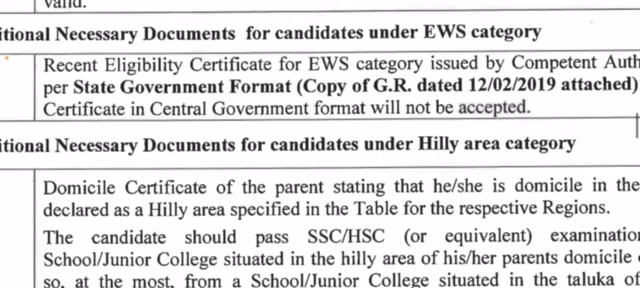 valid.
itional Necessary Documents for candidates under EWS category
Recent Eligibility Certificate for EWS category issued by Competent Auth
per State Government Format (Copy of G.R. dated 12/02/2019 attached)
Certificate in Central Government format will not be accepted.
itional Necessary Documents for candidates under Hilly area category
Domicile Certificate of the parent stating that he/she is domicile in the
declared as a Hilly area specified in the Table for the respective Regions.
The candidate should pass SSC/HSC (or equivalent) examination
School/Junior College situated in the hilly area of his/her parents domicile
so, at the most, from a School/Junior College situated in the taluka of